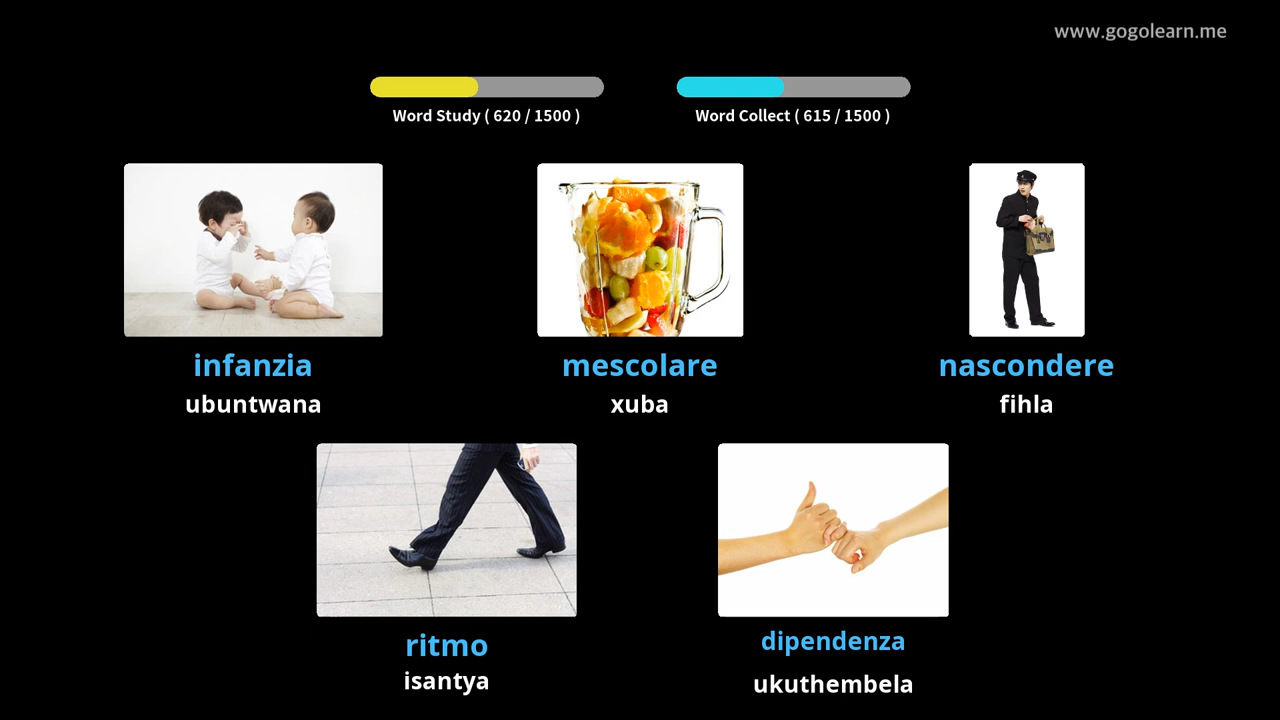 www.gogolearn.me
Word Study ( 620 / 1500 )
Word Collect ( 615 / 1500 )
infanzia
ubuntwana
mescolare
xuba
nascondere
fihla
ritmo
isantya
dipendenza
ukuthembela